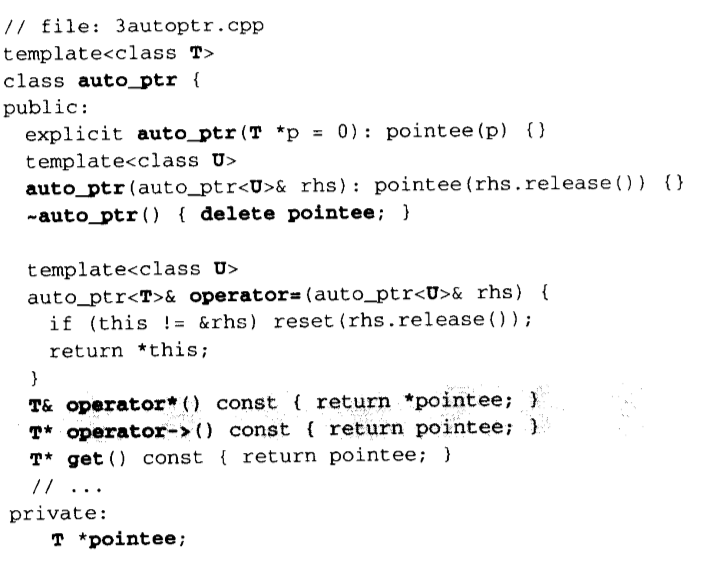 // file: 3autoptr.cpp
template<class T>
class auto_ptr {
public:
  explicit auto_ptr(T *p = 0): pointee(p) {}
  template<class U>
  auto_ptr(auto_ptr<U>& rhs): pointee(rhs.release()) {}
  ~auto_ptr() { delete pointee; }

  template<class U>
  auto_ptr<T>& operator=(auto_ptr<U>& rhs) {
    if (this != &rhs) reset(rhs.release());
    return *this;
  }
  T& operator*() const { return *pointee; }
  T* operator->() const { return pointee; }
  T* get() const { return pointee; }
  // ...
private:
    T *pointee;